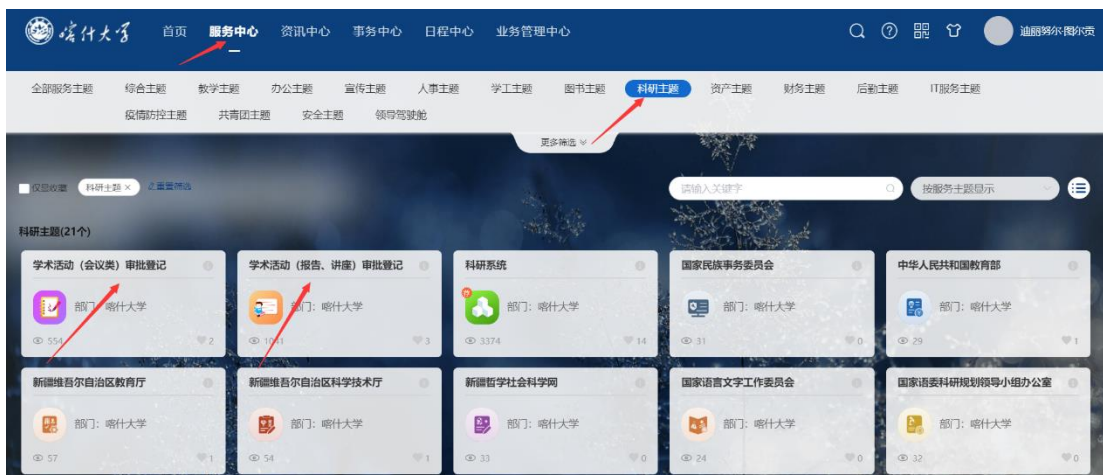 喀什大学 首页 服务中心 资讯中心 事务中心 日程中心 业务管理中心 迪丽努尔·图尔贡
全部服务主题 综合主题 教学主题 办公主题 宣传主题 人事主题 学工主题 图书主题 科研主题 资产主题 财务主题 后勤主题 IT服务主题
疫情防控主题 共青团主题 安全主题 领导驾驶舱
更多筛选
仅显收藏 科研主题 × 重置筛选 请输入关键字 按服务主题显示
科研主题(21个)
学术活动（会议类）审批登记 学术活动（报告、讲座）审批登记 科研系统 国家民族事务委员会 中华人民共和国教育部
部门：喀什大学 部门：喀什大学 部门：喀什大学 部门：喀什大学 部门：喀什大学
554 2 1041 3 3374 14 31 0 29 1
新疆维吾尔自治区教育厅 新疆维吾尔自治区科学技术厅 新疆哲学社会科学网 国家语言文字工作委员会 国家语委科研规划领导小组办公室
部门：喀什大学 部门：喀什大学 部门：喀什大学 部门：喀什大学 部门：喀什大学
57 1 54 1 33 0 24 0 32 0